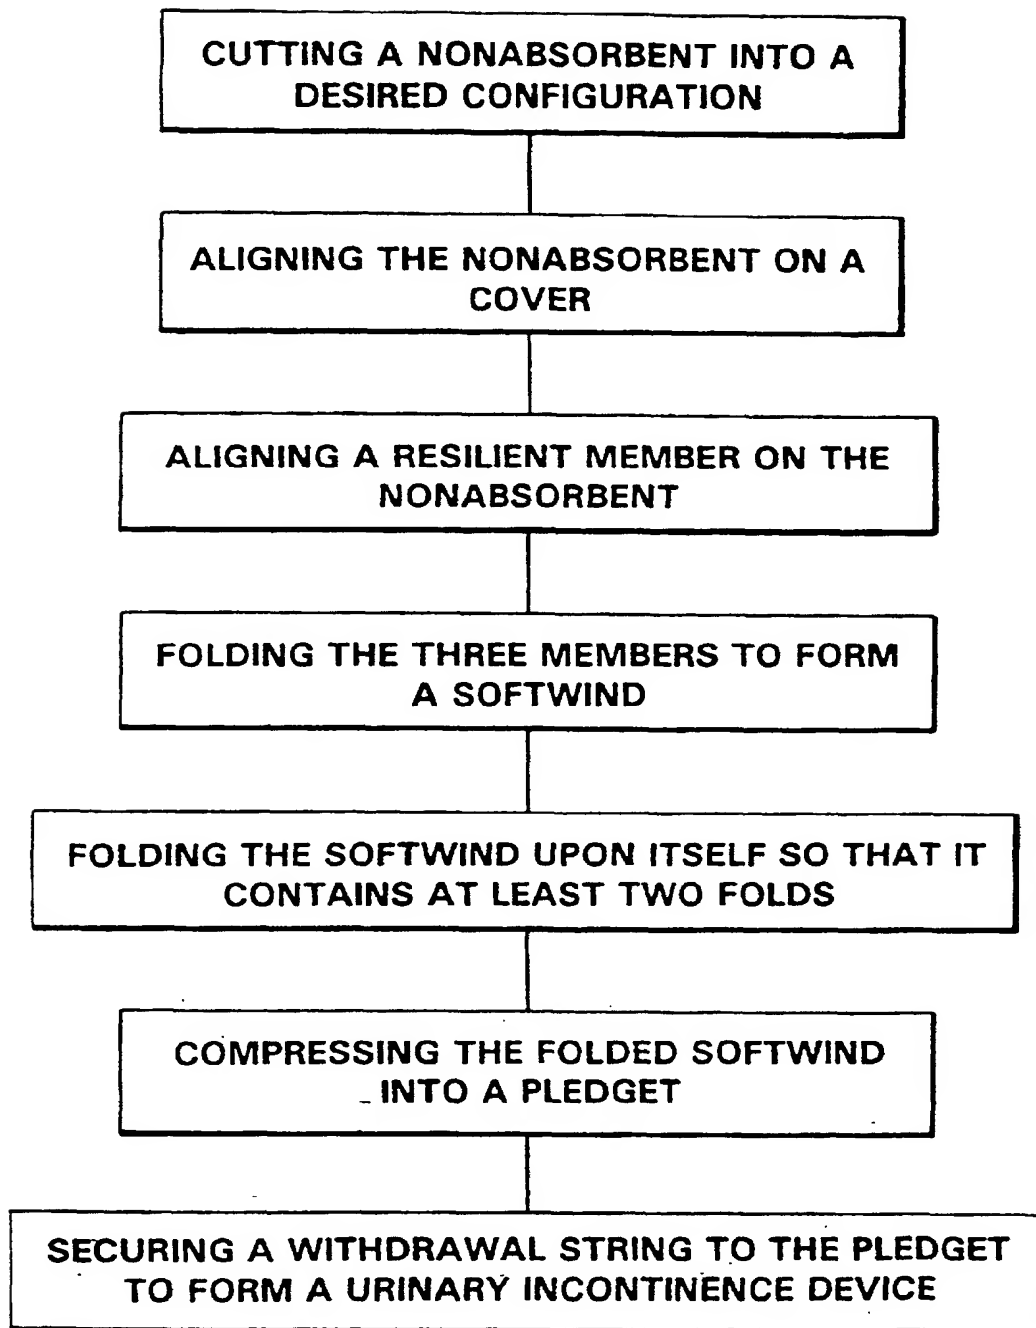 CUTTING A NONABSORBENT INTO A
DESIRED CONFIGURATION
ALIGNING THE NONABSORBENT ON A
COVER
ALIGNING A RESILIENT MEMBER ON THE
NONABSORBENT
FOLDING THE THREE MEMBERS TO FORM
A SOFTWIND
FOLDING THE SOFTWIND UPON ITSELF SO THAT IT
CONTAINS AT LEAST TWO FOLDS
COMPRESSING THE FOLDED SOFTWIND
INTO A PLEDGET
SECURING A WITHDRAWAL STRING TO THE PLEDGET
TO FORM A URINARY INCONTINENCE DEVICE